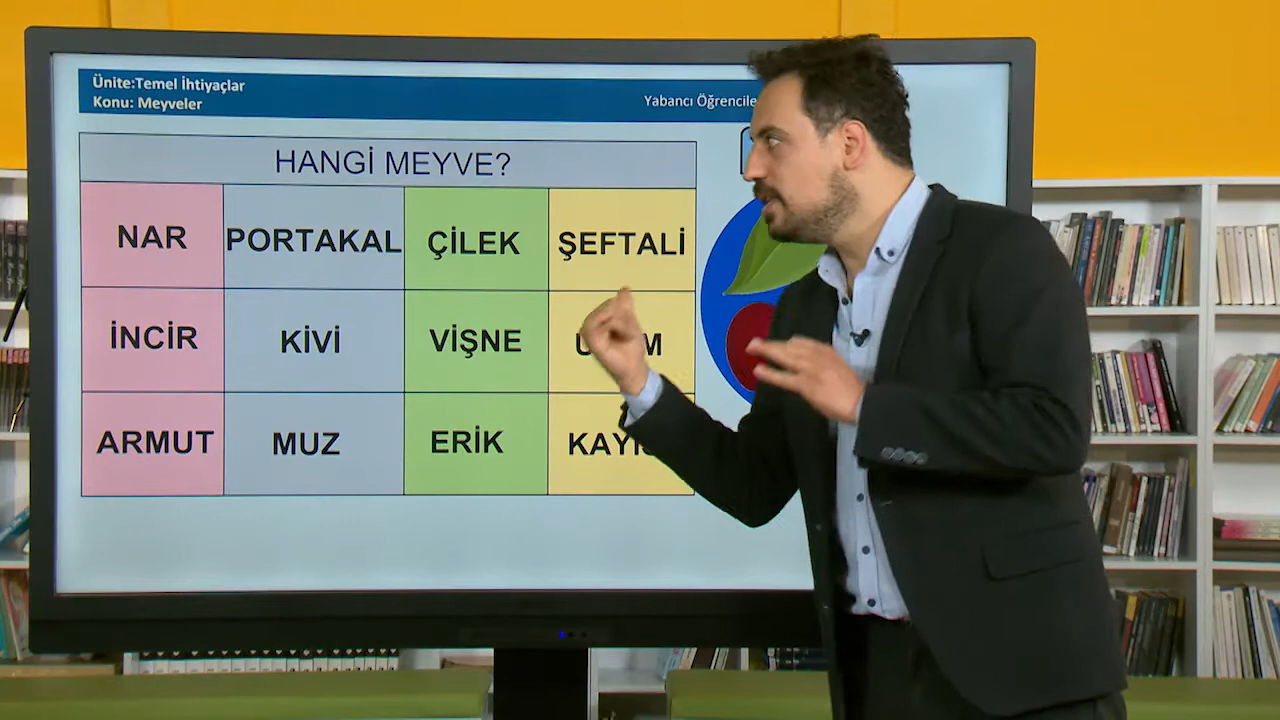 Ünite:Temel İhtiyaçlar
Konu: Meyveler
Yabancı
HANGİ MEYVE?
NAR PORTAKAL ÇİLEK ŞEFTALİ
İNCİR KİVİ VİŞNE
ARMUT MUZ ERİK